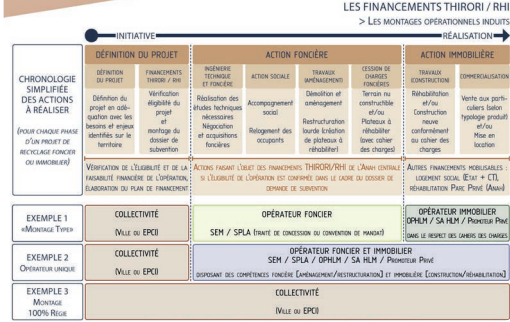 LES FINANCEMENTS THIRORI / RHI
> LES MONTAGES OPÉRATIONNELS INDUITS
INITIATIVE
RÉALISATION
DÉFINITION DU PROJET
ACTION FONCIÈRE
ACTION IMMOBILIÈRE
CHRONOLOGIE
SIMPLIFIÉE
DES ACTIONS
À RÉALISER
(POUR CHAQUE PHASE
D'UN PROJET DE
RECYCLAGE FONCIER
OU IMMOBILIER)
DÉFINITION
DU PROJET
Définition du
projet en adé-
quation avec les
besoins et enjeux
identifiés sur le
territoire
FINANCEMENTS
THIRORI / RHI
Vérification
éligibilité du
projet
et
montage du
dossier de
subvention
INGÉNIERIE
TECHNIQUE
ET FONCIÈRE
Réalisation des
études techniques
nécessaires
Négociation
et acquisitions
foncières
ACTION SOCIALE
Accompagnement
social
Relogement des
occupants
TRAVAUX
(AMÉNAGEMENT)
Démolition et
aménagement
Restructuration
lourde (création
de plateaux à
réhabiliter)
CESSION DE
CHARGES
FONCIÈRES
Terrain nu
constructible
et/ou
Plateaux à
réhabiliter
(avec cahier
des charges)
TRAVAUX
(CONSTRUCTION)
Réhabilitation
et/ou
Construction
neuve
conformément
au cahier des
charges
COMMERCIALISATION
Vente aux parti-
culiers (selon
typologie produit)
et/ou
Mise en
location
VÉRIFICATION DE L'ÉLIGIBILITÉ ET DE LA
FAISABILITÉ FINANCIÈRE DE L'OPÉRATION,
ÉLABORATION DU PLAN DE FINANCEMENT
ACTIONS FAISANT L'OBJET DES FINANCEMENTS THIRORI/RHI DE L'ANAH CENTRALE
SI L'ÉLIGIBILITÉ DE L'OPÉRATION EST CONFIRMÉE DANS LE CADRE DU DOSSIER DE
DEMANDE DE SUBVENTION
AUTRES FINANCEMENTS MOBILISABLES :
LOGEMENT SOCIAL (ETAT + CT),
RÉHABILITATION PARC PRIVÉ (ANAH)
EXEMPLE 1
«MONTAGE TYPE»
COLLECTIVITÉ
(VILLE OU EPCI)
OPÉRATEUR FONCIER
SEM / SPLA (TRAITÉ DE CONCESSION OU CONVENTION DE MANDAT)
OPÉRATEUR IMMOBILIER
OPHLM / SA HLM / PROMOTEUR PRIVÉ
DANS LE RESPECT DES CAHIERS DES CHARGES
EXEMPLE 2
OPÉRATEUR UNIQUE
COLLECTIVITÉ
(VILLE OU EPCI)
OPÉRATEUR FONCIER ET IMMOBILIER
SEM / SPLA / OPHLM / SA HLM / PROMOTEUR PRIVÉ
DISPOSANT DES COMPÉTENCES FONCIÈRE [AMÉNAGEMENT/RESTRUCTURATION] ET IMMOBILIÈRE [CONSTRUCTION/RÉHABILITATION]
EXEMPLE 3
MONTAGE
100% RÉGIE
COLLECTIVITÉ
(VILLE OU EPCI)